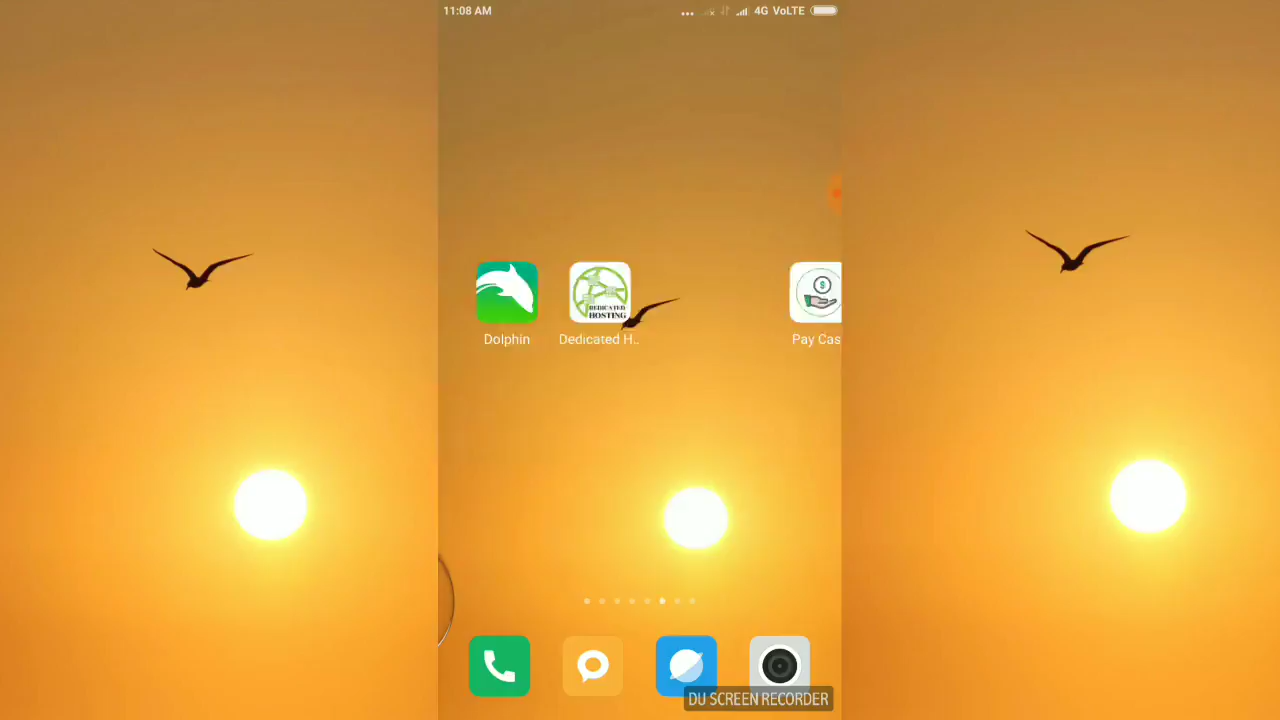 11:08 AM
4G VoLTE
DEDICATED
HOSTING
Dolphin
Dedicated H..
Pay Cas
DU SCREEN RECORDER